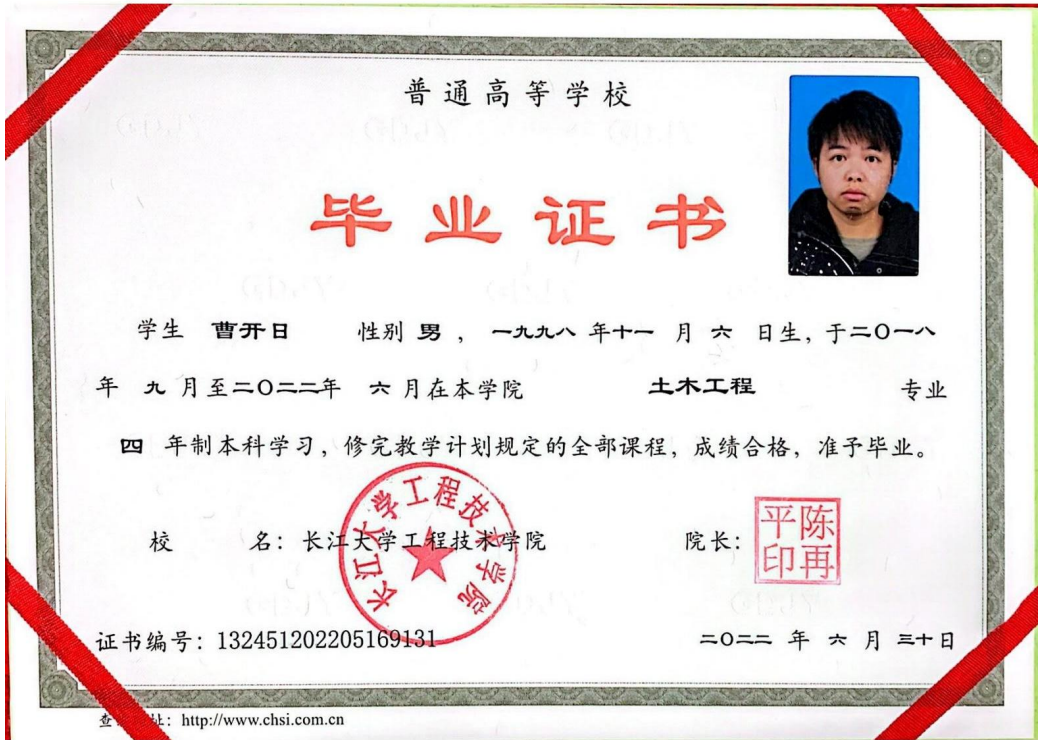 普通高等学校
毕业证书
学生 曹开日 性别 男 ， 一九九八 年十一 月 六 日生，于二〇一八
年 九 月至二〇二二年 六 月在本学院 土木工程 专业
四 年制本科学习，修完教学计划规定的全部课程，成绩合格，准予毕业。
校 名：长江大学工程技术学院 院长：
长江大学工程技术学院
陈再平印
证书编号：132451202205169131 二〇二二 年 六 月 三十日
查 址：http://www.chsi.com.cn